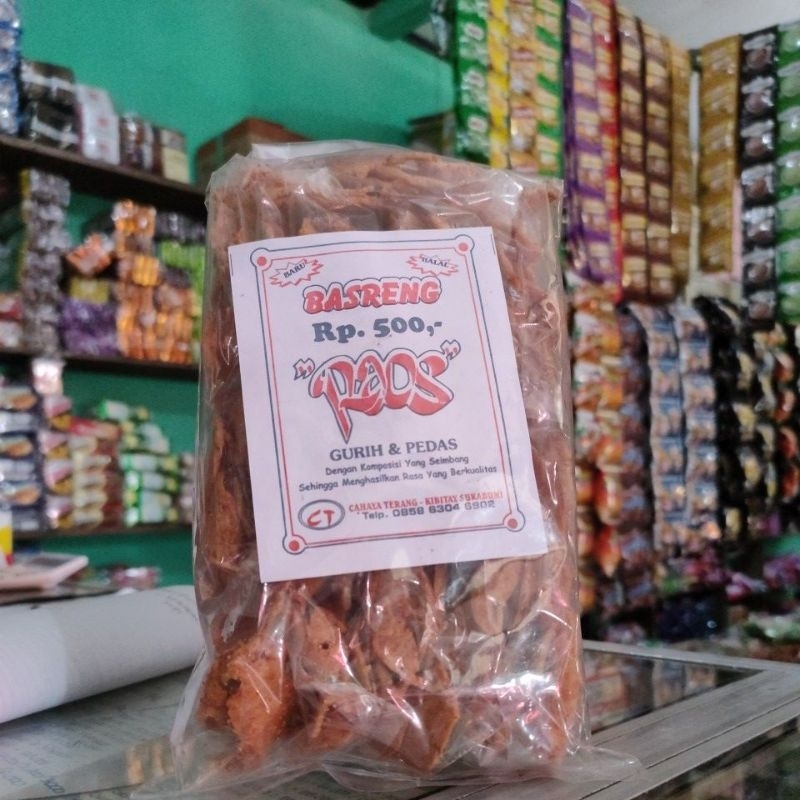 BARU
HALAL
BASRENG
Rp. 500,-
"RAOS"
GURIH & PEDAS
Dengan Komposisi Yang Seimbang
Sehingga Menghasilkan Rasa Yang Berkualitas
CT
CAHAYA TERANG - KIBITAY SUKABUMI
Telp. 0858 6304 6902